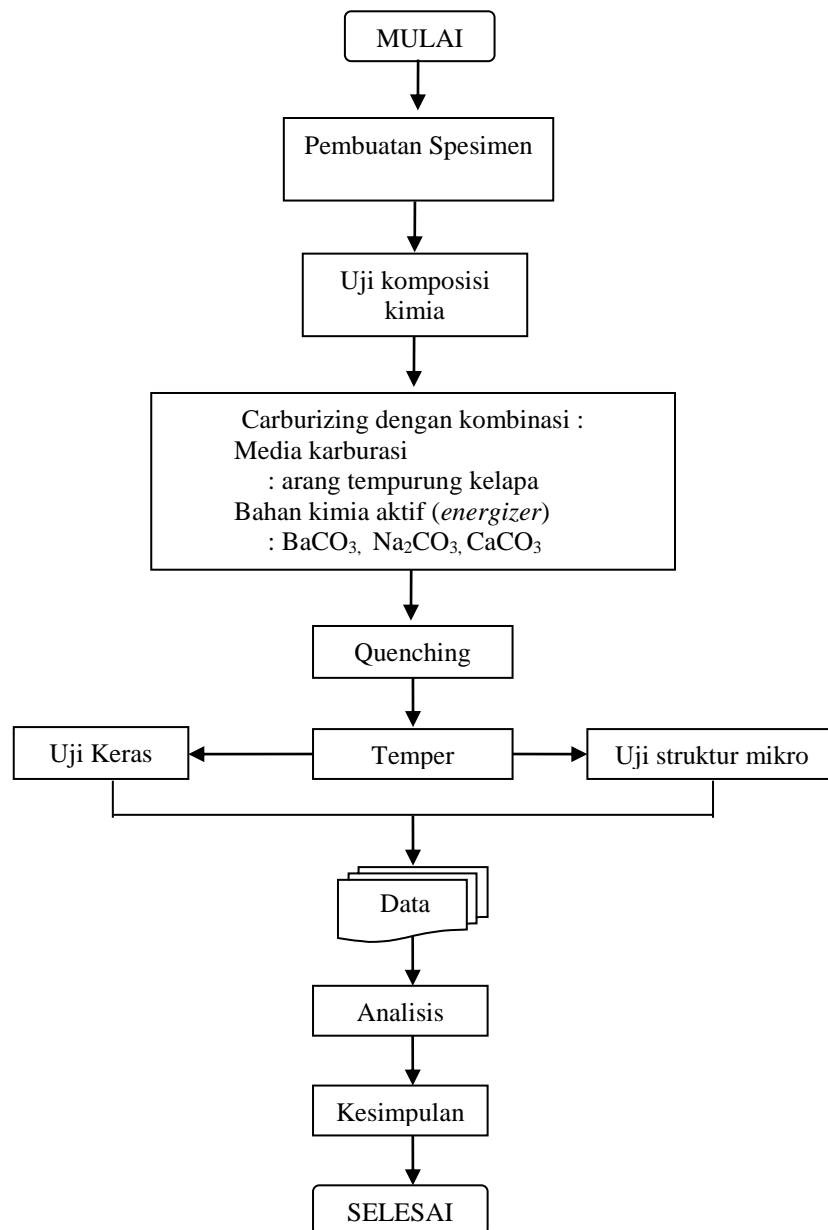 MULAI
Pembuatan Spesimen
Uji komposisi
kimia
Carburizing dengan kombinasi :
Media karburasi
: arang tempurung kelapa
Bahan kimia aktif (energizer)
: BaCO₃, Na₂CO₃, CaCO₃
Quenching
Uji Keras
Temper
Uji struktur mikro
Data
Analisis
Kesimpulan
SELESAI